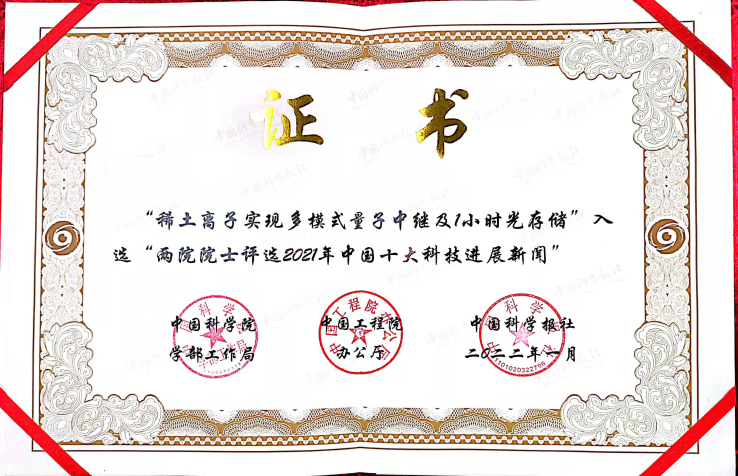 证 书
“稀土离子实现多模式量子中继及1小时光存储”入
选“两院院士评选2021年中国十大科技进展新闻”
中国科学院 中国工程院 中国科学报社
学部工作局 办公厅 二〇二二年一月
1101020322796